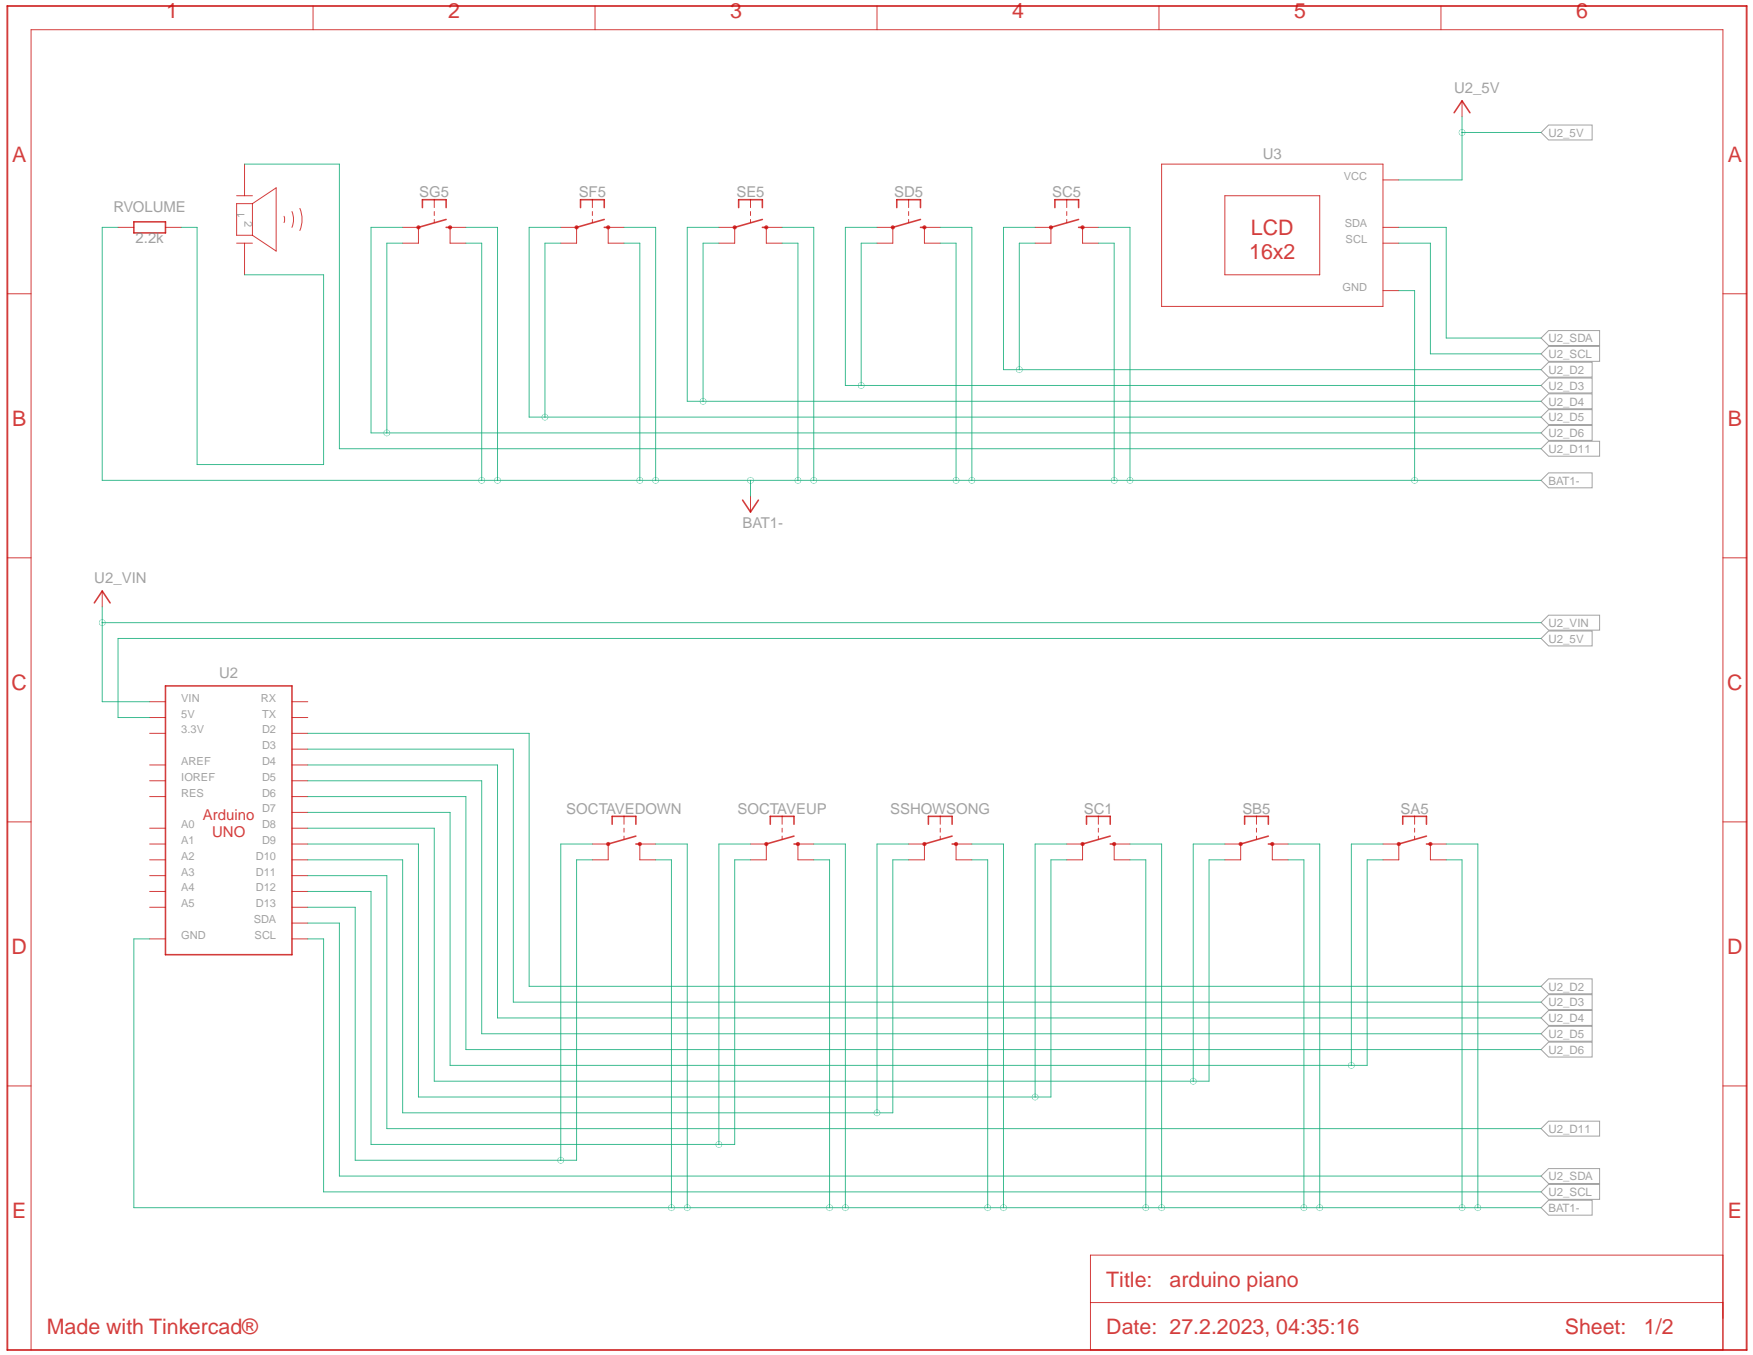 1 2 3 4 5 6
U2_5V
U2_5V
A A
U3
VCC
RVOLUME
2.2k
1
2
SG5 SF5 SE5 SD5 SC5
LCD
16x2
SDA
SCL
GND
U2_SDA
U2_SCL
U2_D2
U2_D3
U2_D4
B B
U2_D5
U2_D6
U2_D11
BAT1-
BAT1-
U2_VIN
U2_VIN
U2_5V
C C
U2
VIN RX
5V TX
3.3V D2
D3
AREF D4
IOREF D5
RES D6
D7
Arduino
UNO
A0 D8
A1 D9
A2 D10
A3 D11
A4 D12
A5 D13
SDA
GND SCL
SOCTAVEDOWN SOCTAVEUP SSHOWSONG SC1 SB5 SA5
D D
U2_D2
U2_D3
U2_D4
U2_D5
U2_D6
U2_D11
U2_SDA
U2_SCL
BAT1-
E E
Title: arduino piano
Made with Tinkercad®
Date: 27.2.2023, 04:35:16 Sheet: 1/2